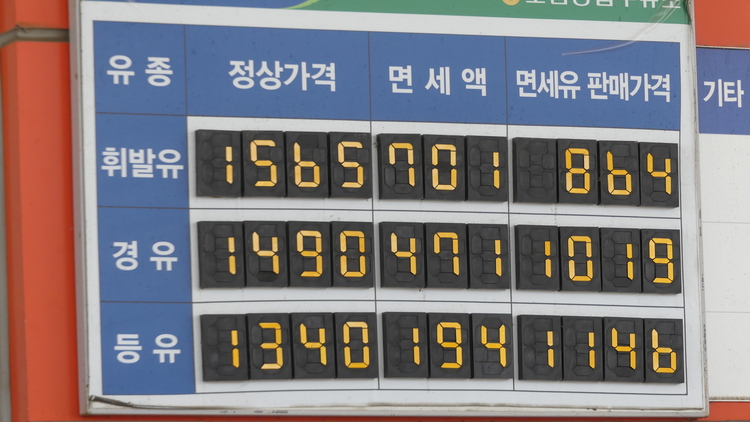 유종 정상가격 면세액 면세유 판매가격 기타
휘발유 1565 701 864
경유 1490 471 1019
등유 1340 194 1146